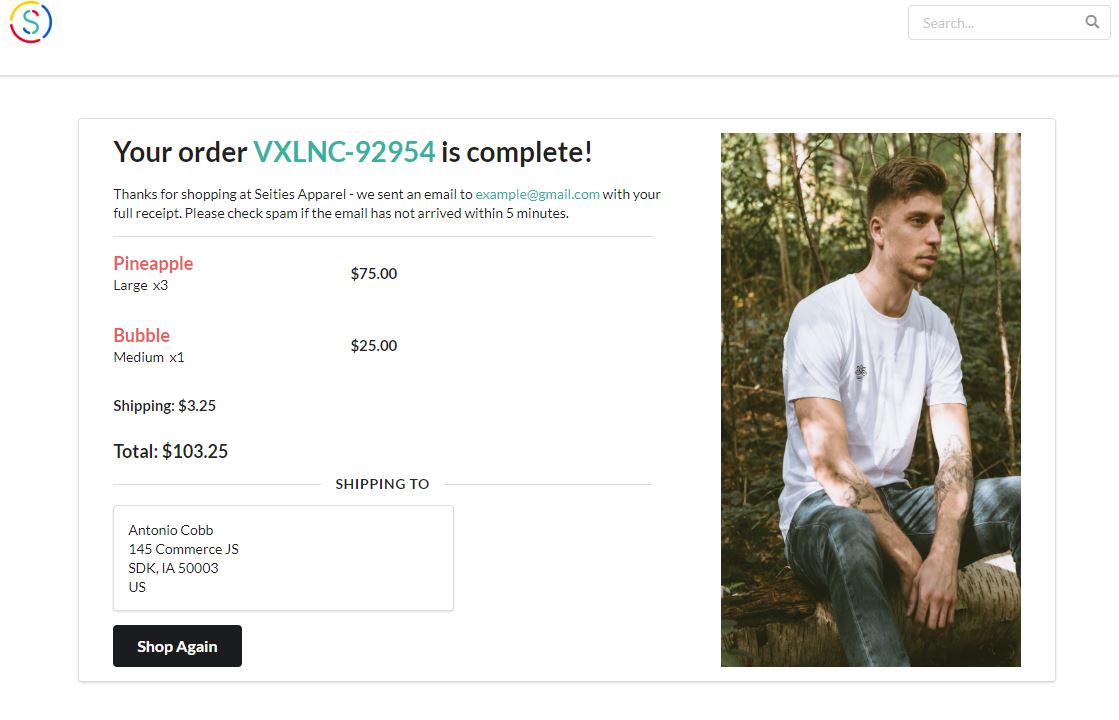 S
Search...
Your order VXLNC-92954 is complete!
Thanks for shopping at Seities Apparel - we sent an email to example@gmail.com with your
full receipt. Please check spam if the email has not arrived within 5 minutes.
Pineapple
Large x3
$75.00
Bubble
Medium x1
$25.00
Shipping: $3.25
Total: $103.25
SHIPPING TO
Antonio Cobb
145 Commerce JS
SDK, IA 50003
US
Shop Again